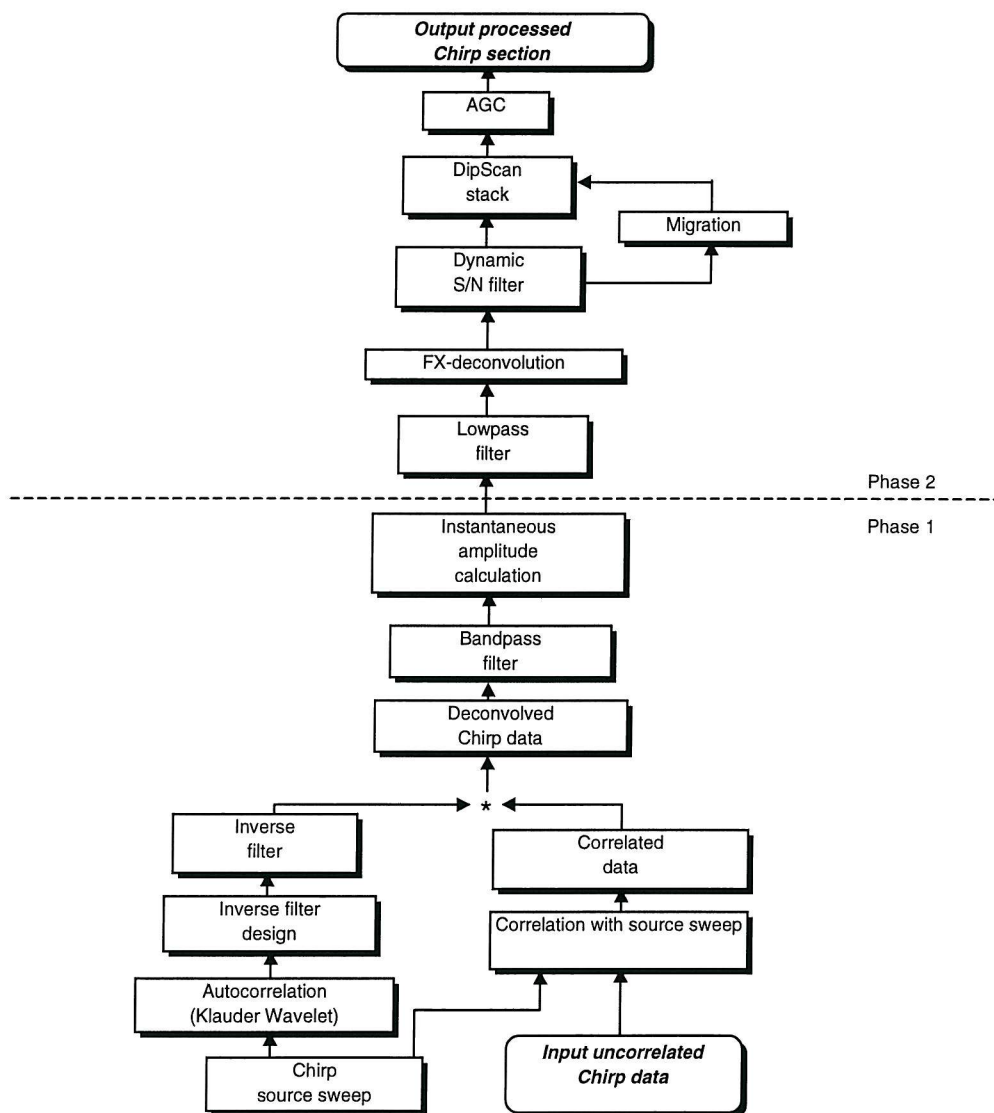 Output processed
Chirp section
AGC
DipScan
stack
Migration
Dynamic
S/N filter
FX-deconvolution
Lowpass
filter
Phase 2
Phase 1
Instantaneous
amplitude
calculation
Bandpass
filter
Deconvolved
Chirp data
*
Inverse
filter
Correlated
data
Inverse filter
design
Correlation with source sweep
Autocorrelation
(Klauder Wavelet)
Chirp
source sweep
Input uncorrelated
Chirp data